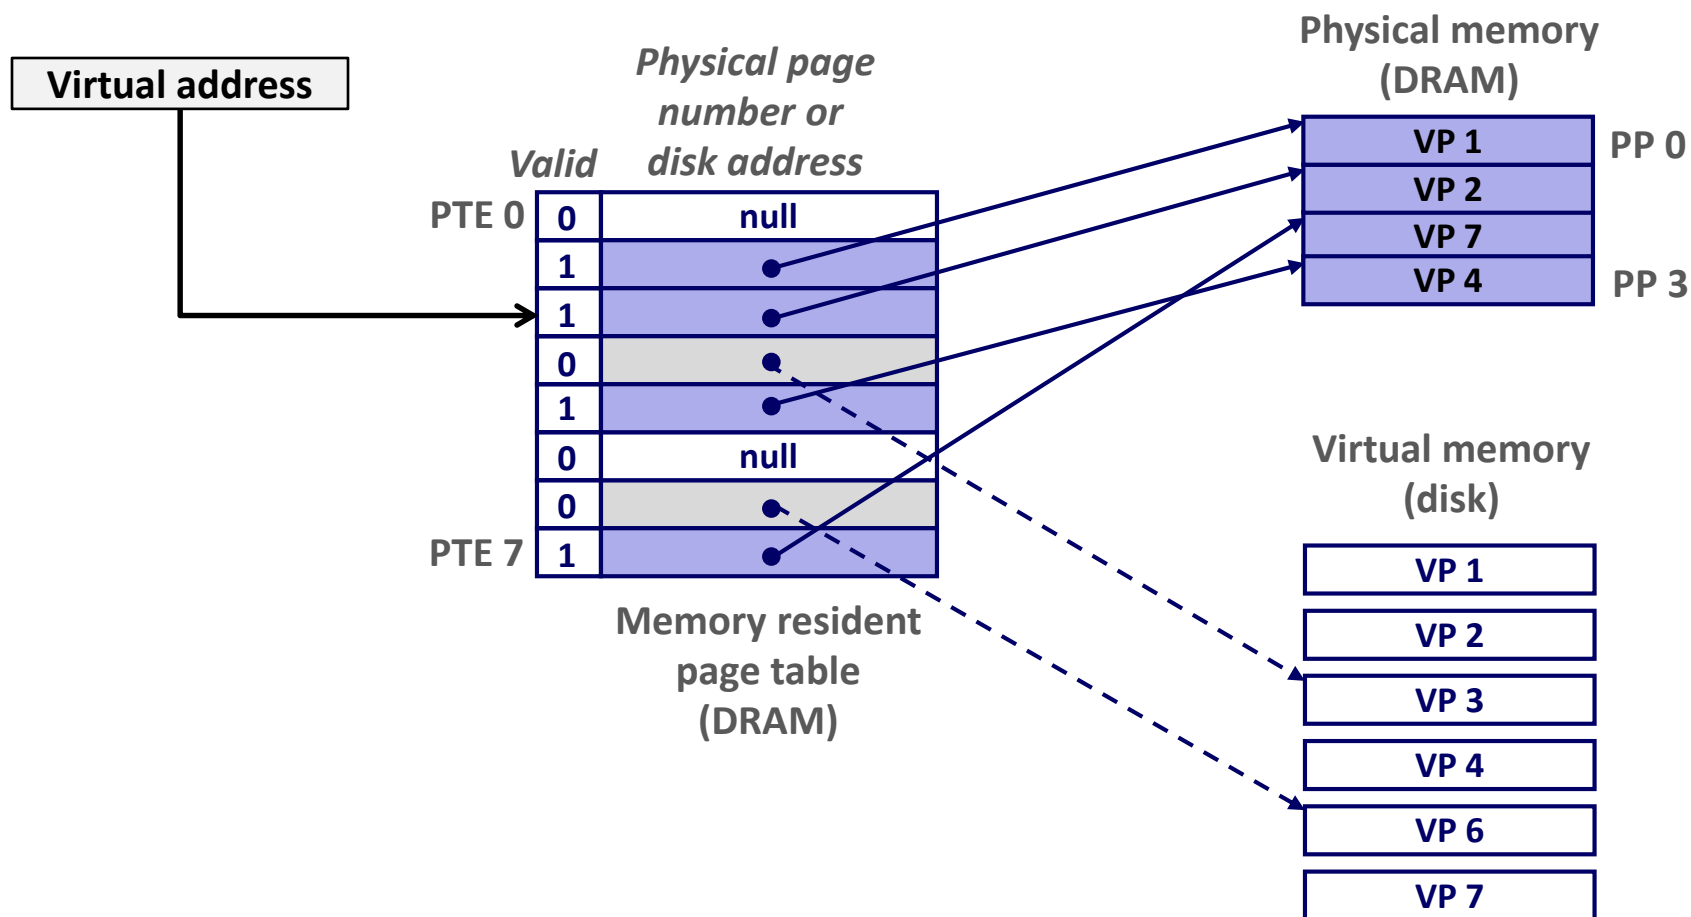 Virtual address
Physical page
number or
disk address
Valid
PTE 0
0
null
1
1
0
1
0
null
0
PTE 7
1
Memory resident
page table
(DRAM)
Physical memory
(DRAM)
VP 1
PP 0
VP 2
VP 7
VP 4
PP 3
Virtual memory
(disk)
VP 1
VP 2
VP 3
VP 4
VP 6
VP 7